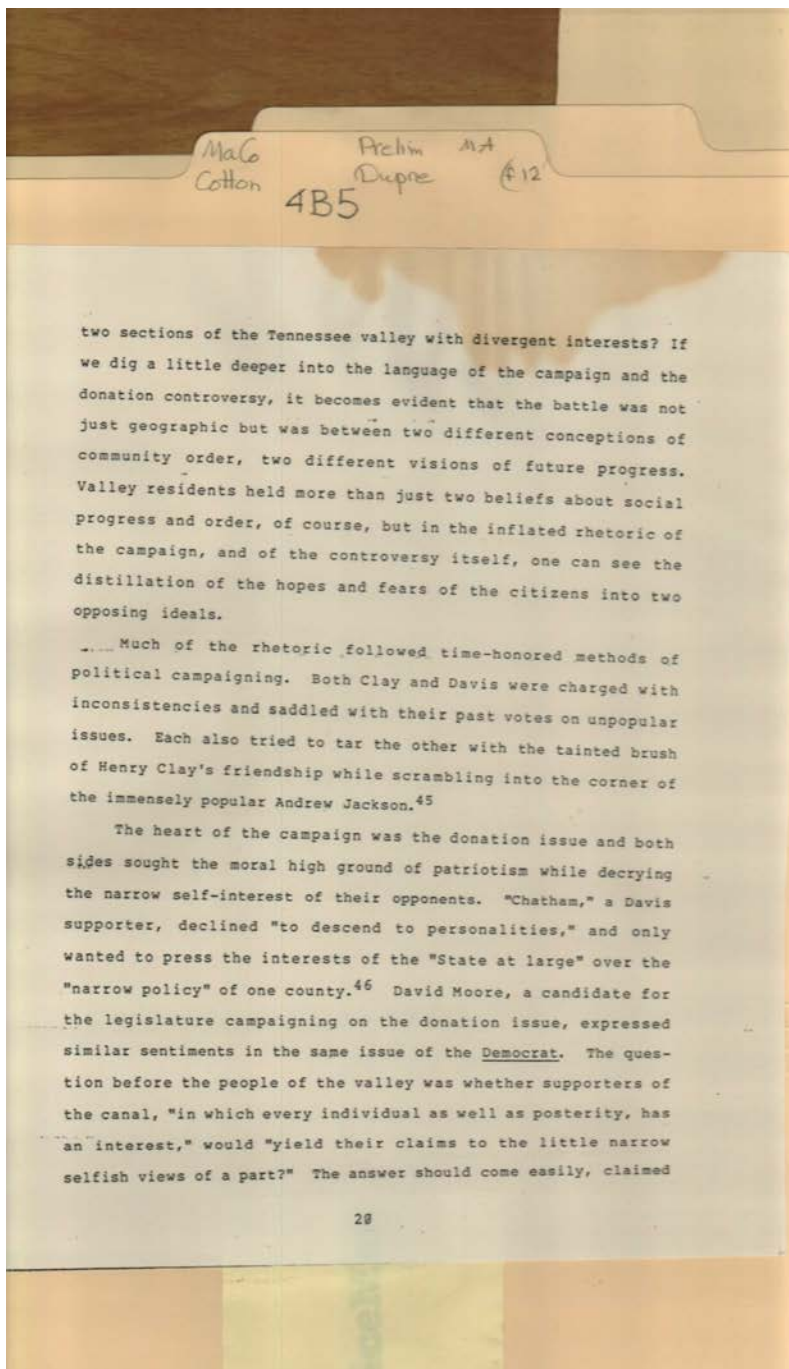 MaCo Prelim MA
Cotton Dupre
4B5
two sections of the Tennessee valley with divergent interests? If
we dig a little deeper into the language of the campaign and the
donation controversy, it becomes evident that the battle was not
just geographic but was between two different conceptions of
community order, two different visions of future progress.
Valley residents held more than just two beliefs about social
progress and order, of course, but in the inflated rhetoric of
the campaign, and of the controversy itself, one can see the
distillation of the hopes and fears of the citizens into two
opposing ideals.
Much of the rhetoric followed time-honored methods of
political campaigning. Both Clay and Davis were charged with
inconsistencies and saddled with their past votes on unpopular
issues. Each also tried to tar the other with the tainted brush
of Henry Clay's friendship while scrambling into the corner of
the immensely popular Andrew Jackson.45
The heart of the campaign was the donation issue and both
sides sought the moral high ground of patriotism while decrying
the narrow self-interest of their opponents. "Chatham," a Davis
supporter, declined "to descend to personalities," and only
wanted to press the interests of the "State at large" over the
"narrow policy" of one county.46 David Moore, a candidate for
the legislature campaigning on the donation issue, expressed
similar sentiments in the same issue of the Democrat. The ques-
tion before the people of the valley was whether supporters of
the canal, "in which every individual as well as posterity, has
an interest," would "yield their claims to the little narrow
selfish views of a part?" The answer should come easily, claimed
20